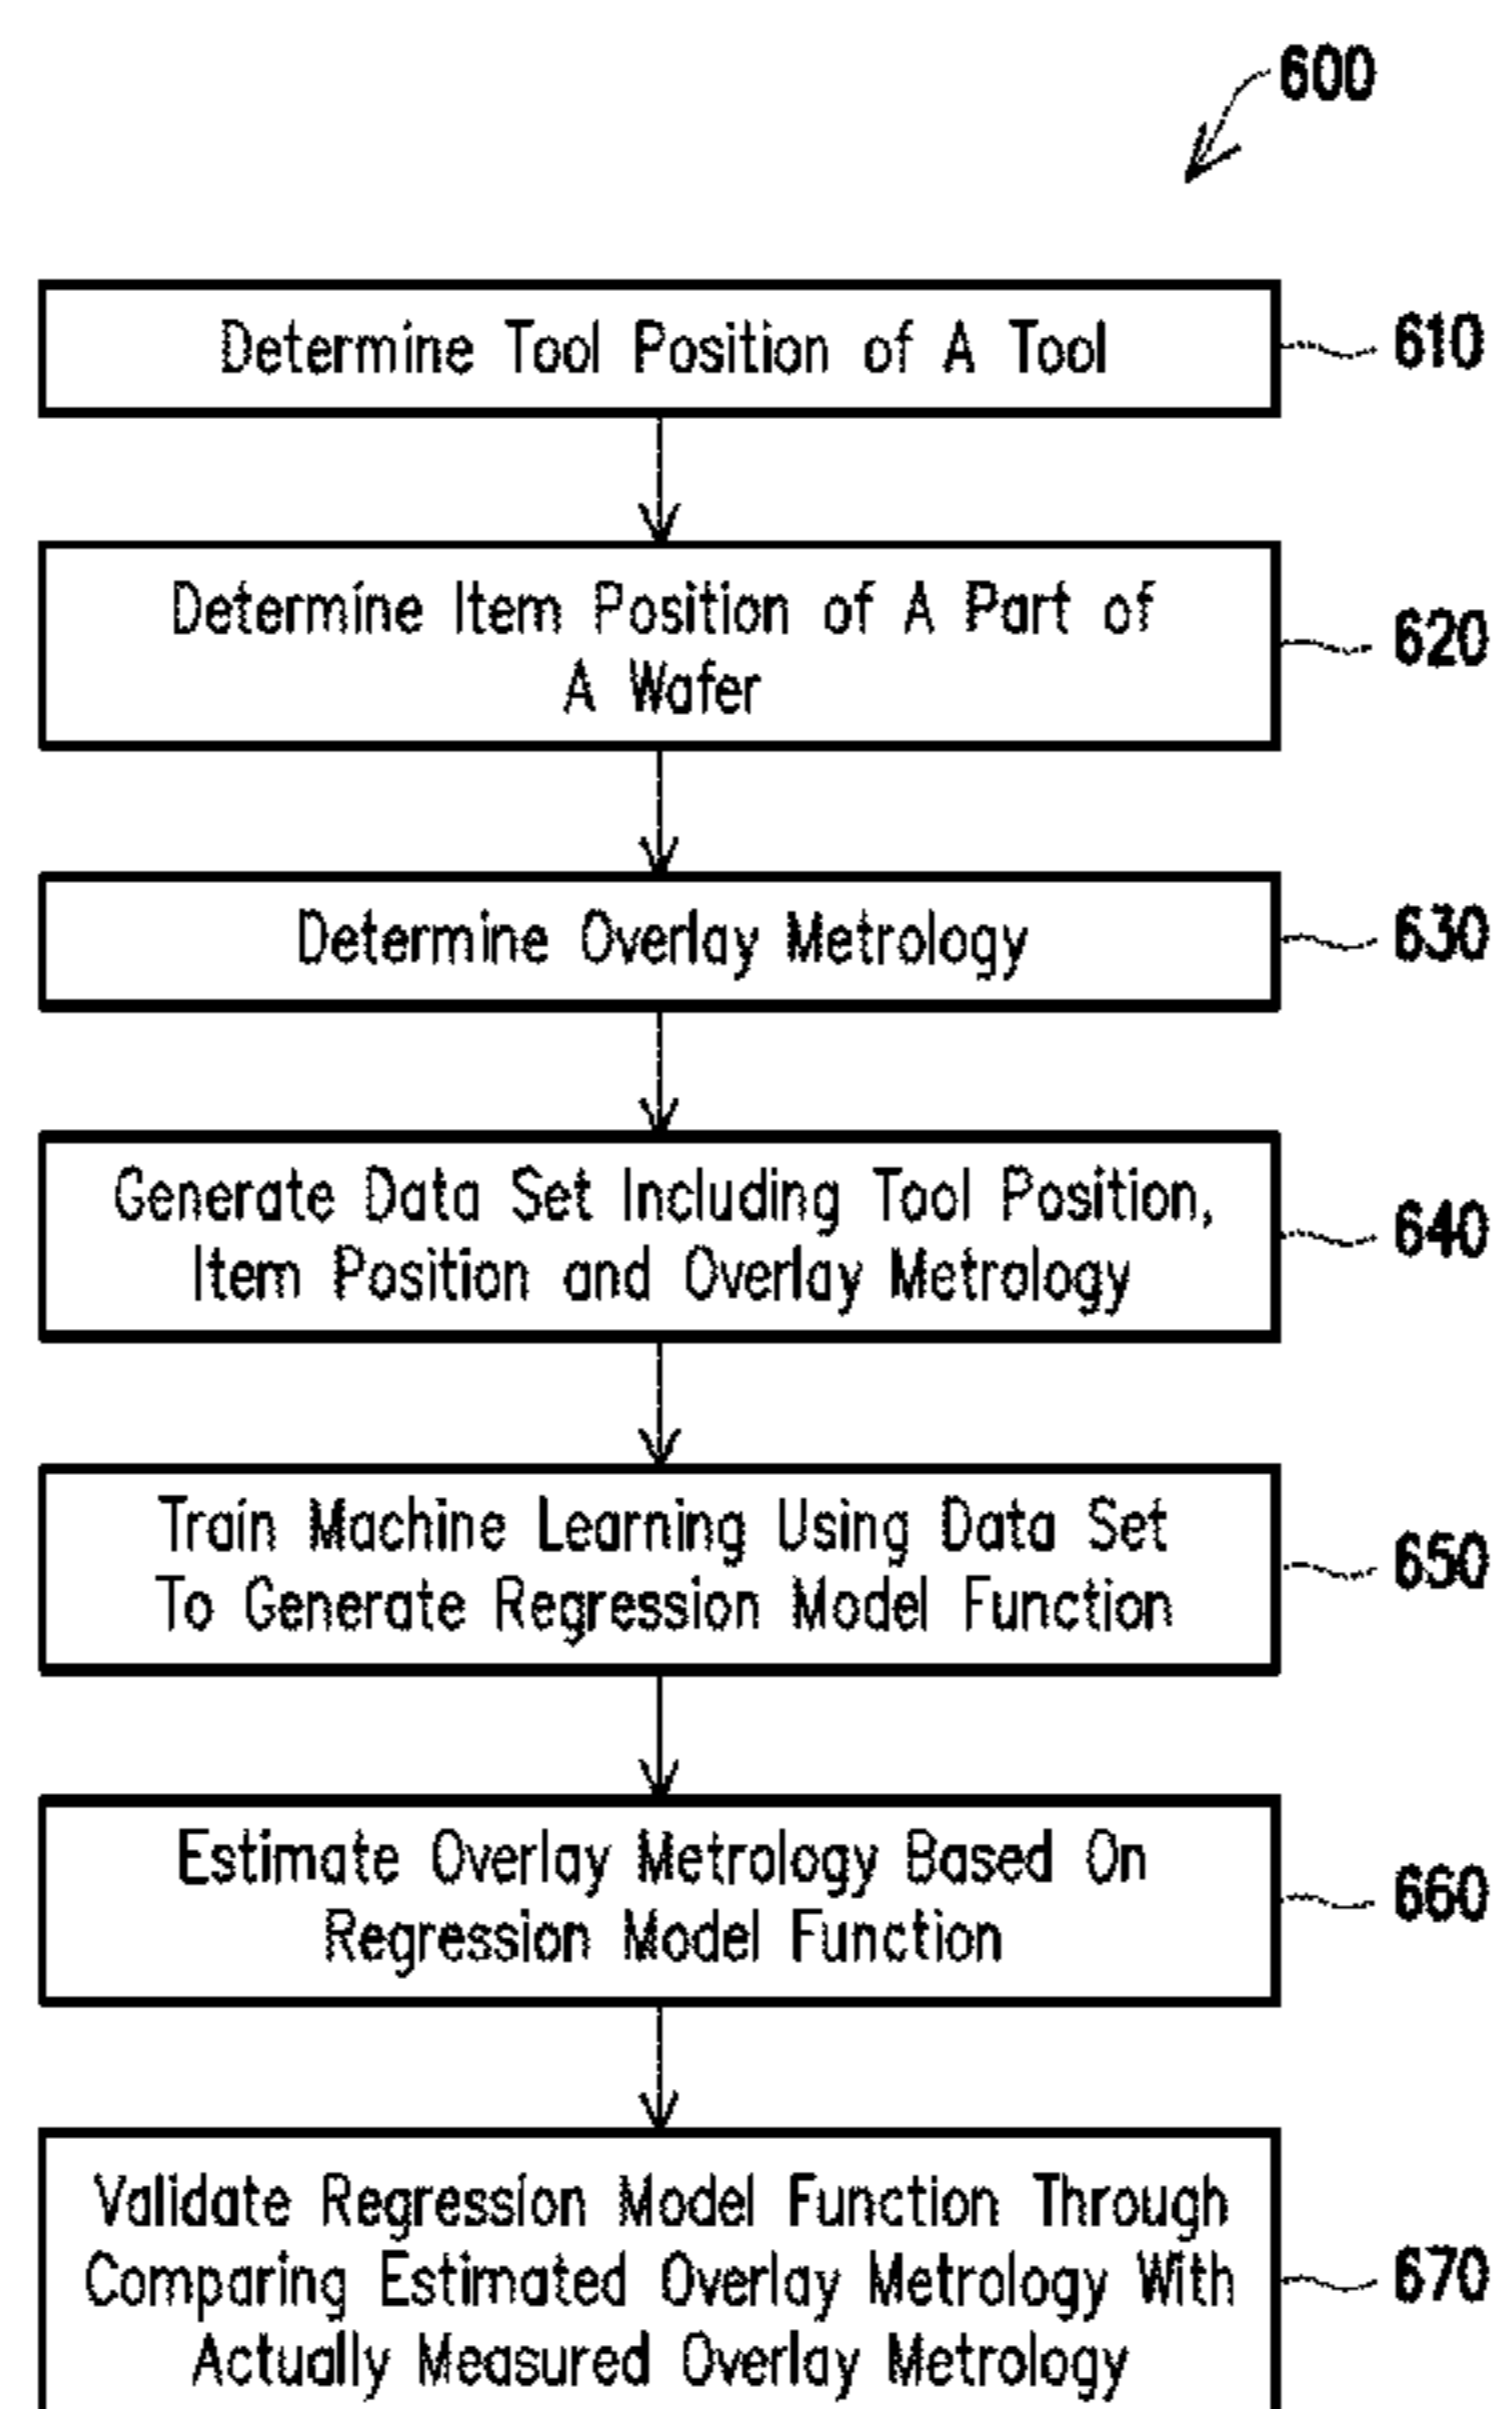 600
Determine Tool Position of A Tool
610
Determine Item Position of A Part of
A Wafer
620
Determine Overlay Metrology
630
Generate Data Set Including Tool Position,
Item Position and Overlay Metrology
640
Train Machine Learning Using Data Set
To Generate Regression Model Function
650
Estimate Overlay Metrology Based On
Regression Model Function
660
Validate Regression Model Function Through
Comparing Estimated Overlay Metrology With
Actually Measured Overlay Metrology
670